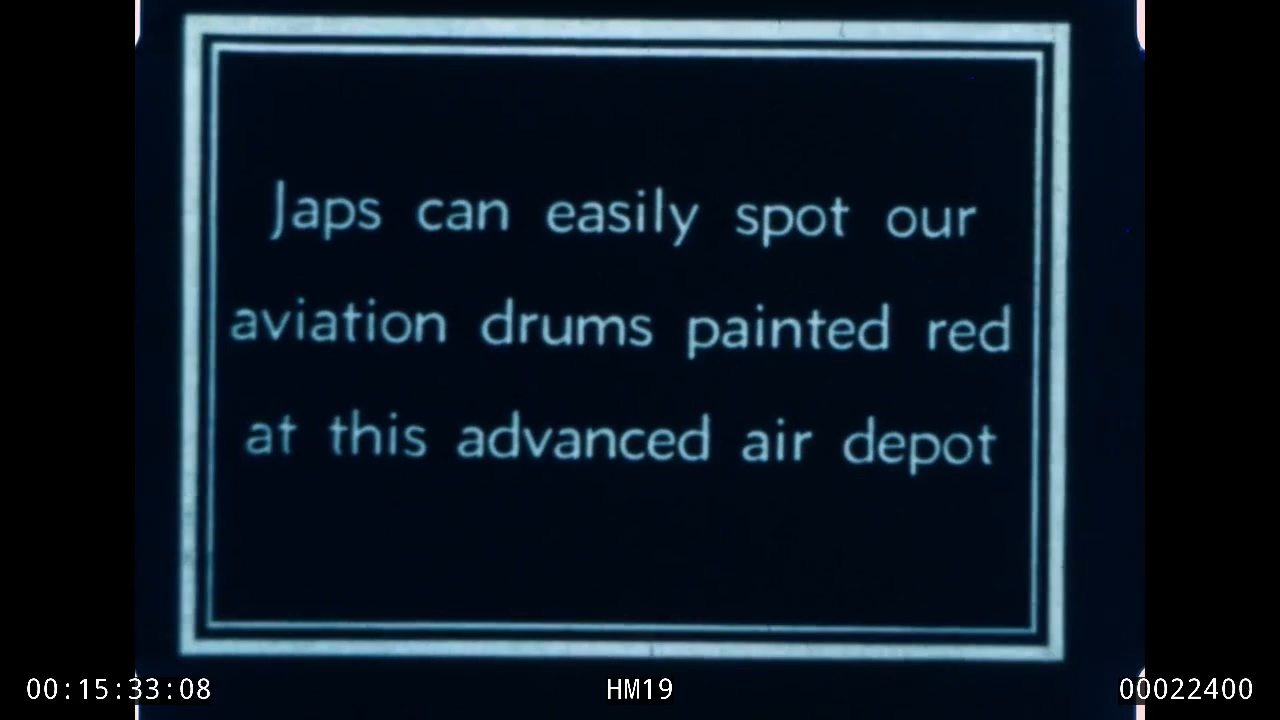 Japs can easily spot our
aviation drums painted red
at this advanced air depot
00:15:33:08 HM19 00022400